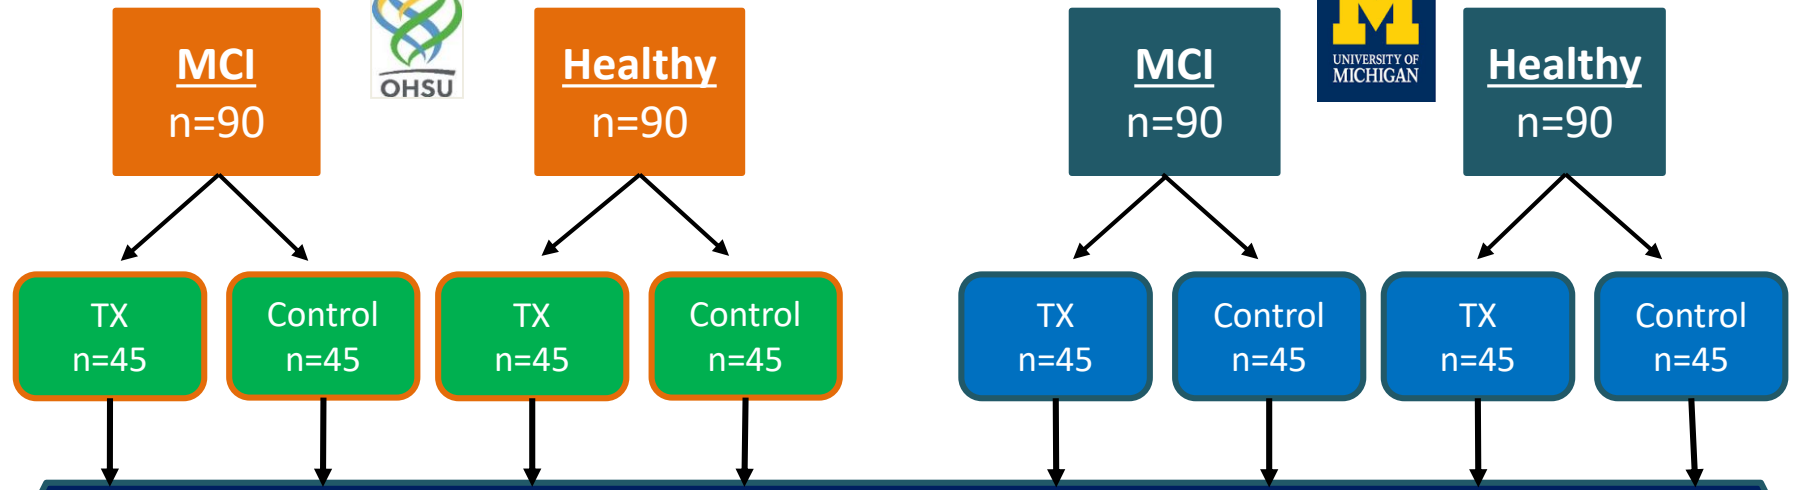 MCI
n=90
OHSU
Healthy
n=90
MCI
n=90
UNIVERSITY OF
MICHIGAN
Healthy
n=90
TX
n=45
Control
n=45
TX
n=45
Control
n=45
TX
n=45
Control
n=45
TX
n=45
Control
n=45